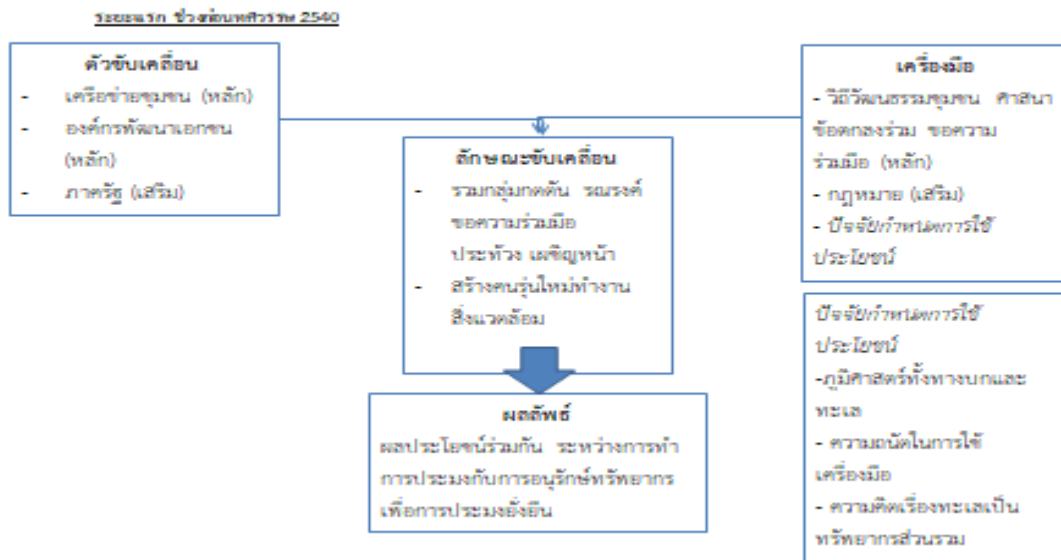 ระยะแรก ช่วงก่อนทศวรรษ 2540
ตัวขับเคลื่อน
- เครือข่ายชุมชน (หลัก)
- องค์กรพัฒนาเอกชน
(หลัก)
- ภาครัฐ (เสริม)
เครื่องมือ
- วิถีวัฒนธรรมชุมชน ศาสนา
ข้อตกลงร่วม ขอความ
ร่วมมือ (หลัก)
- กฎหมาย (เสริม)
- ปัจจัยกำหนดการใช้
ประโยชน์
ลักษณะขับเคลื่อน
- รวมกลุ่มกดดัน รณรงค์
ขอความร่วมมือ
ประท้วง เผชิญหน้า
- สร้างคนรุ่นใหม่ทำงาน
สิ่งแวดล้อม
ปัจจัยกำหนดการใช้
ประโยชน์
-ภูมิศาสตร์ทั้งทางบกและ
ทะเล
- ความถนัดในการใช้
เครื่องมือ
- ความคิดเรื่องทะเลเป็น
ทรัพยากรส่วนรวม
ผลลัพธ์
ผลประโยชน์ร่วมกัน ระหว่างการทำ
การประมงกับการอนุรักษ์ทรัพยากร
เพื่อการประมงยั่งยืน